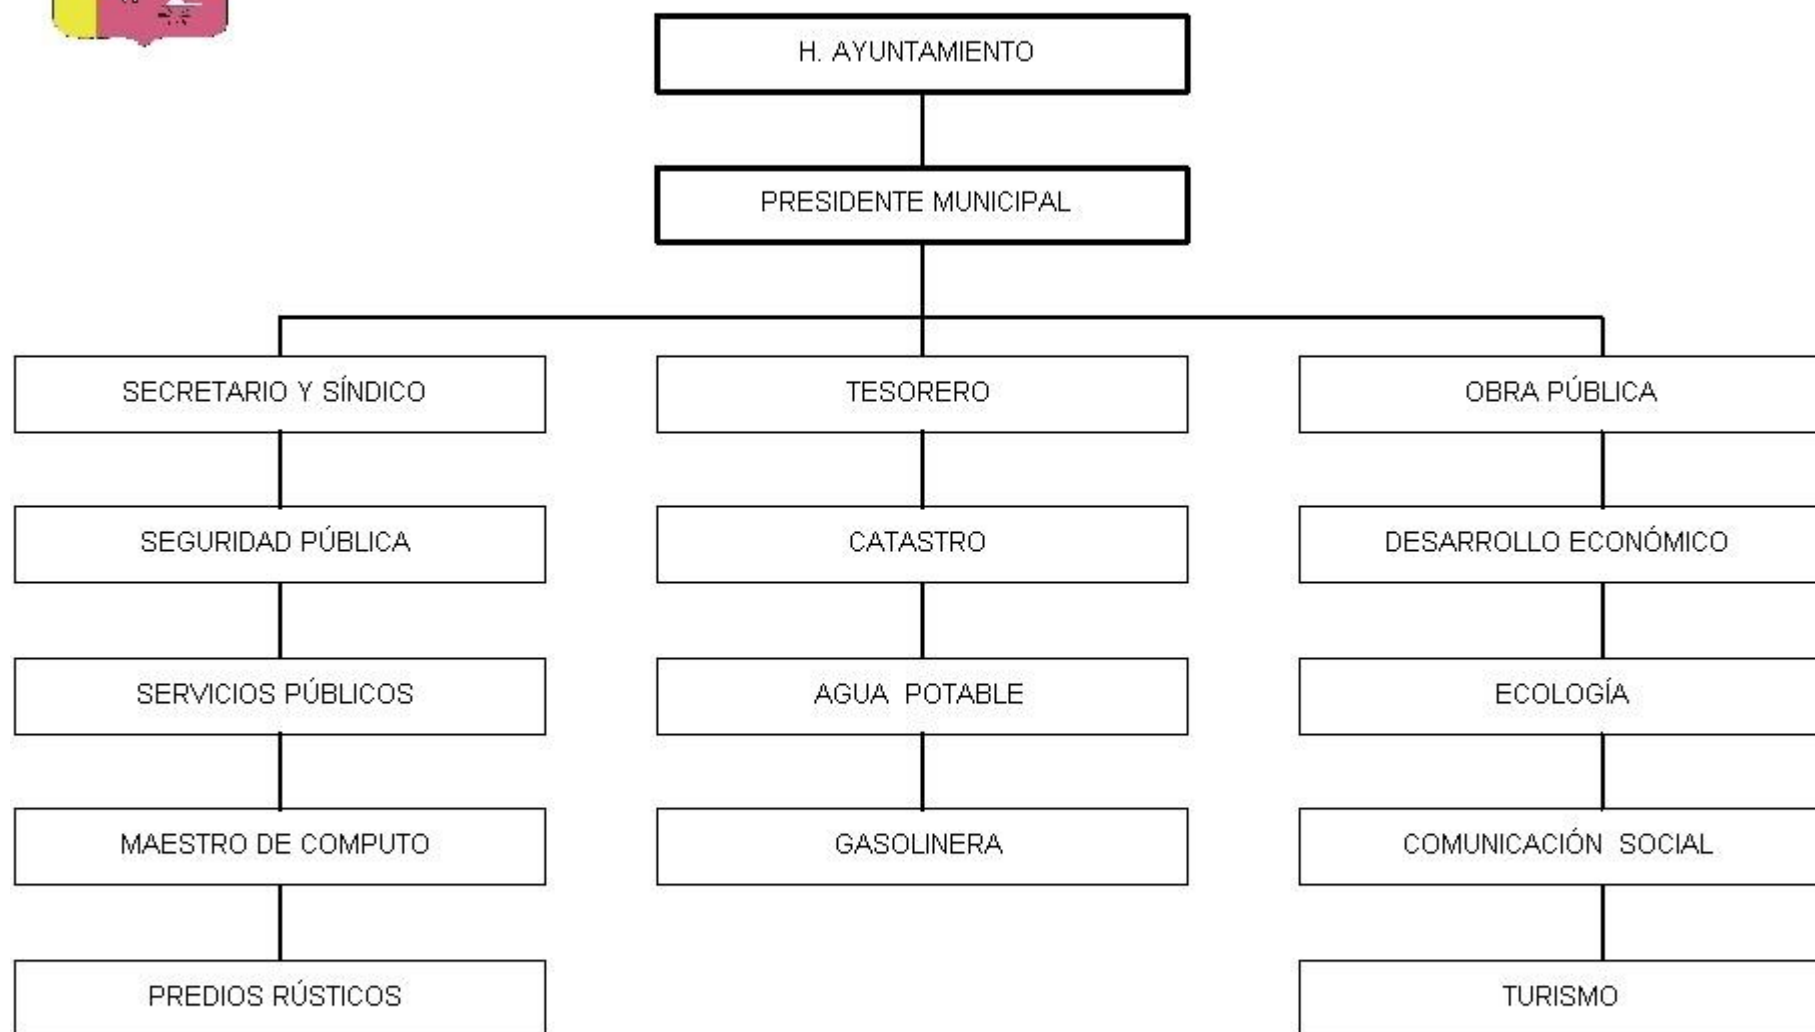 H. AYUNTAMIENTO
PRESIDENTE MUNICIPAL
SECRETARIO Y SÍNDICO
TESORERO
OBRA PÚBLICA
SEGURIDAD PÚBLICA
CATASTRO
DESARROLLO ECONÓMICO
SERVICIOS PÚBLICOS
AGUA POTABLE
ECOLOGÍA
MAESTRO DE COMPUTO
GASOLINERA
COMUNICACIÓN SOCIAL
PREDIOS RÚSTICOS
TURISMO